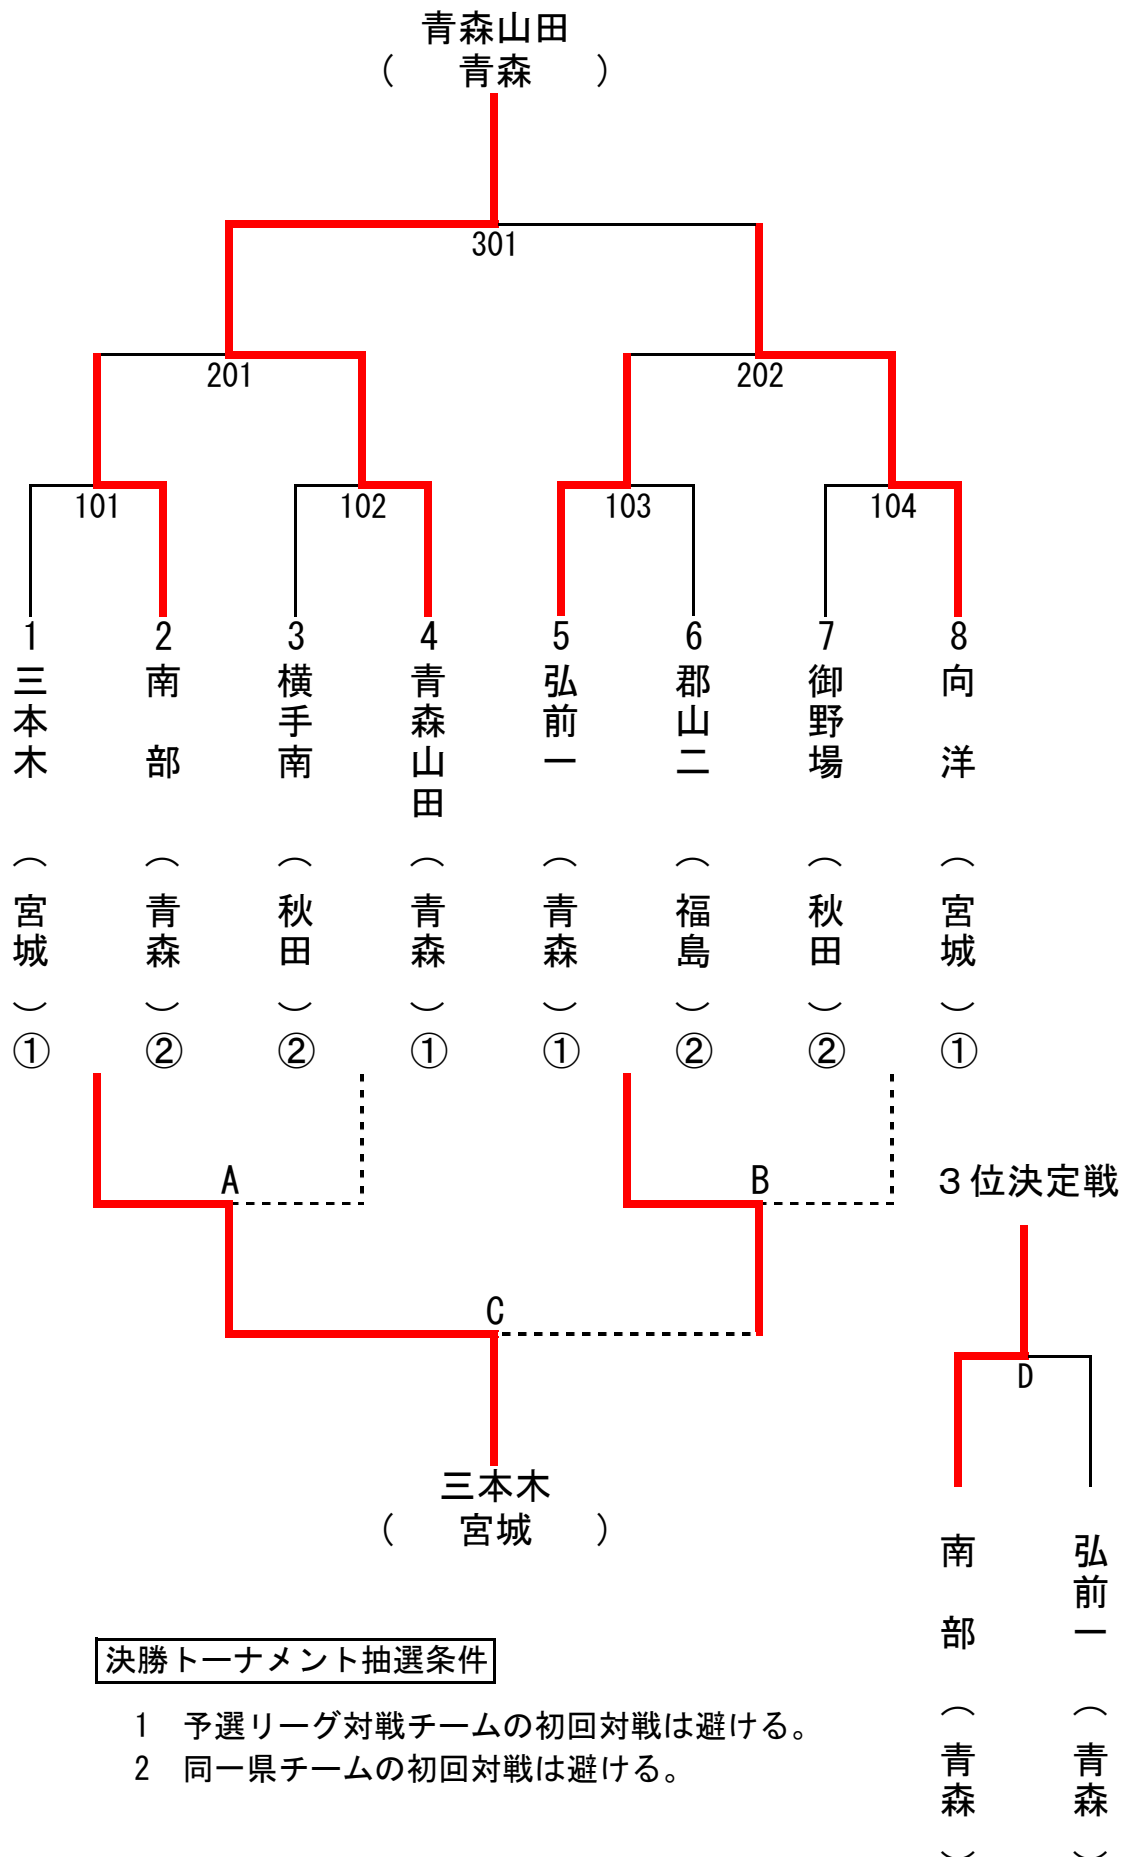 青森山田
(　青森　)
301
201
202
101
102
103
104
1
2
3
4
5
6
7
8
三本木（宮城）①
南部（青森）②
横手南（秋田）②
青森山田（青森）①
弘前一（青森）①
郡山二（福島）②
御野場（秋田）②
向洋（宮城）①
A
B
３位決定戦
C
D
三本木
(　宮城　)
南部（青森）
弘前一（青森）
決勝トーナメント抽選条件
1　予選リーグ対戦チームの初回対戦は避ける。
2　同一県チームの初回対戦は避ける。